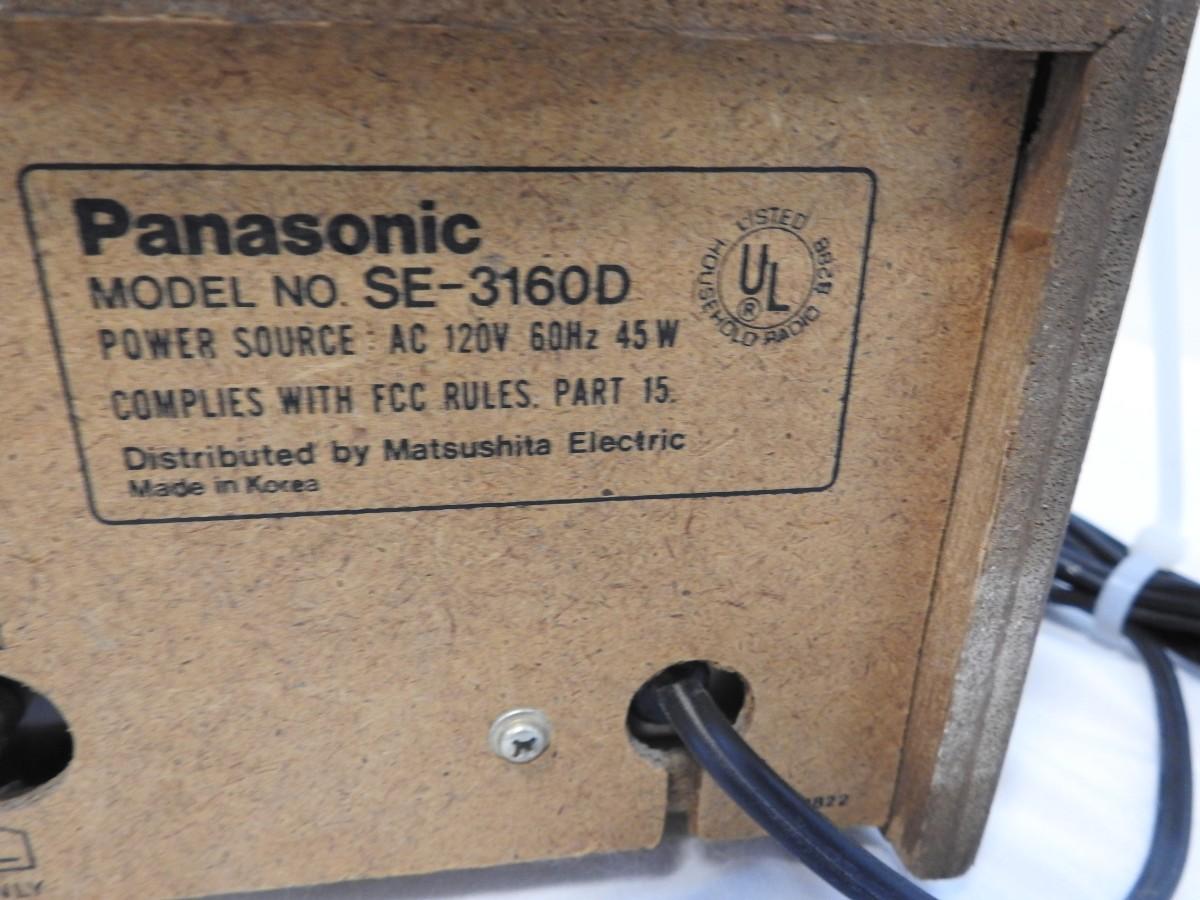 Panasonic
MODEL NO. SE-3160D
POWER SOURCE : AC 120V 60Hz 45W
COMPLIES WITH FCC RULES. PART 15.
Distributed by Matsushita Electric
Made in Korea
LISTED 882B
UL
®
HOUSEHOLD RADIO